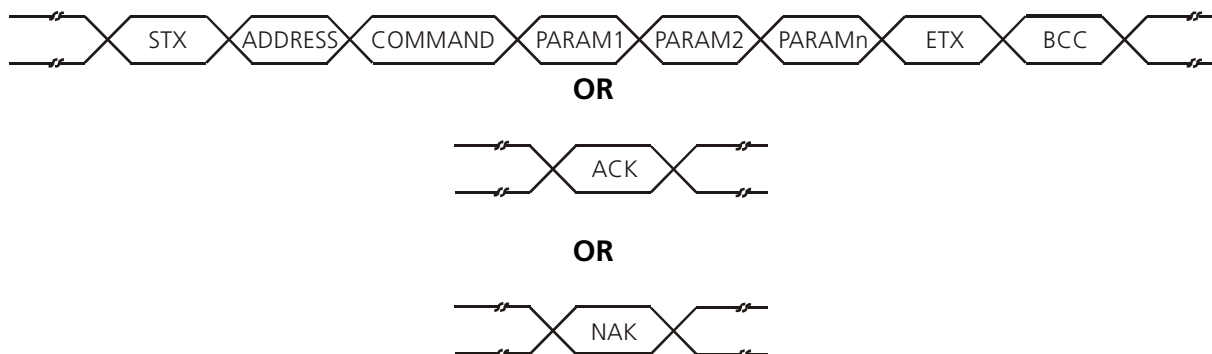 STX ADDRESS COMMAND PARAM1 PARAM2 PARAMn ETX BCC
OR
ACK
OR
NAK